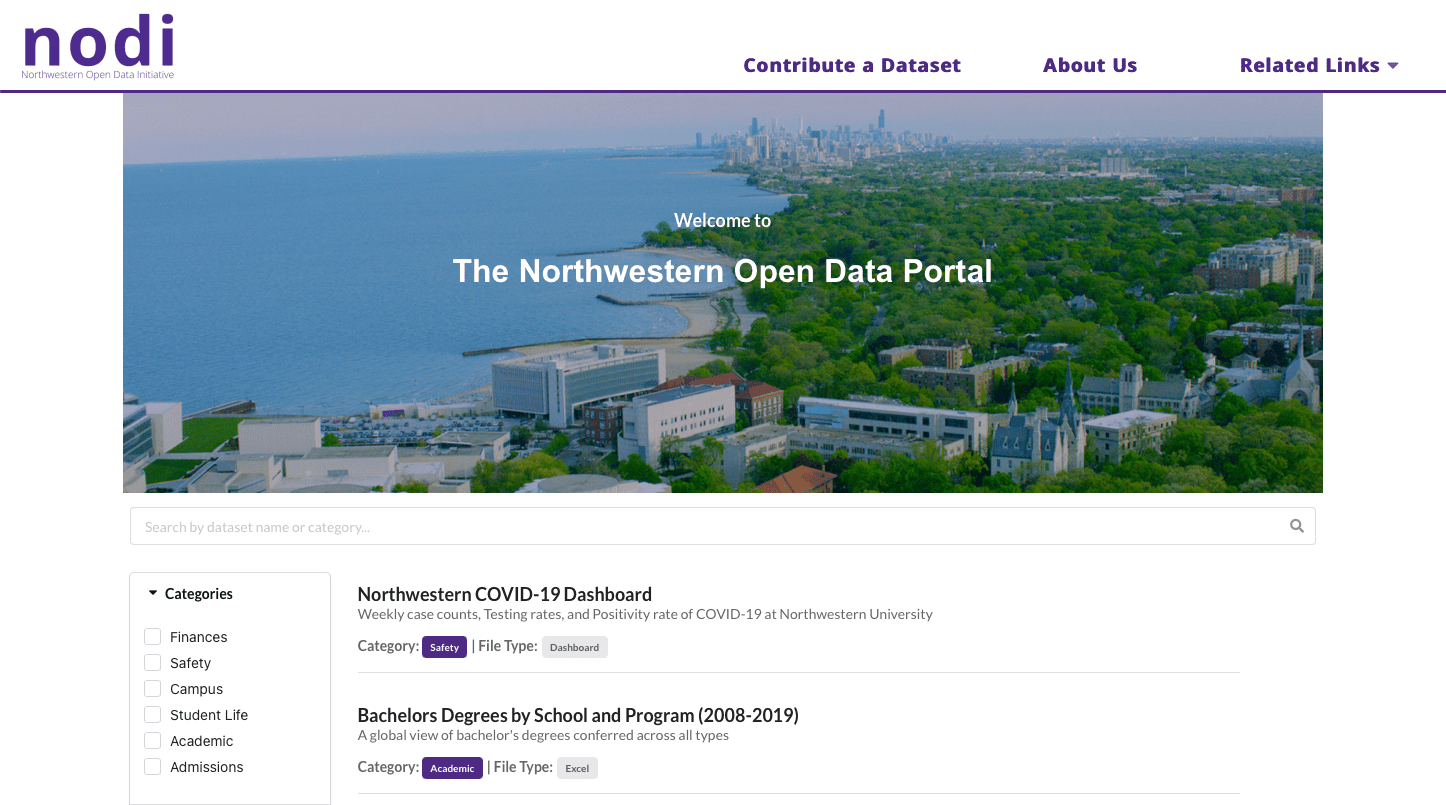 nodi
Northwestern Open Data Initiative
Contribute a Dataset
About Us
Related Links
Welcome to
The Northwestern Open Data Portal
Search by dataset name or category...
Categories
Finances
Safety
Campus
Student Life
Academic
Admissions
Northwestern COVID-19 Dashboard
Weekly case counts, Testing rates, and Positivity rate of COVID-19 at Northwestern University
Category: Safety | File Type: Dashboard
Bachelors Degrees by School and Program (2008-2019)
A global view of bachelor's degrees conferred across all types
Category: Academic | File Type: Excel